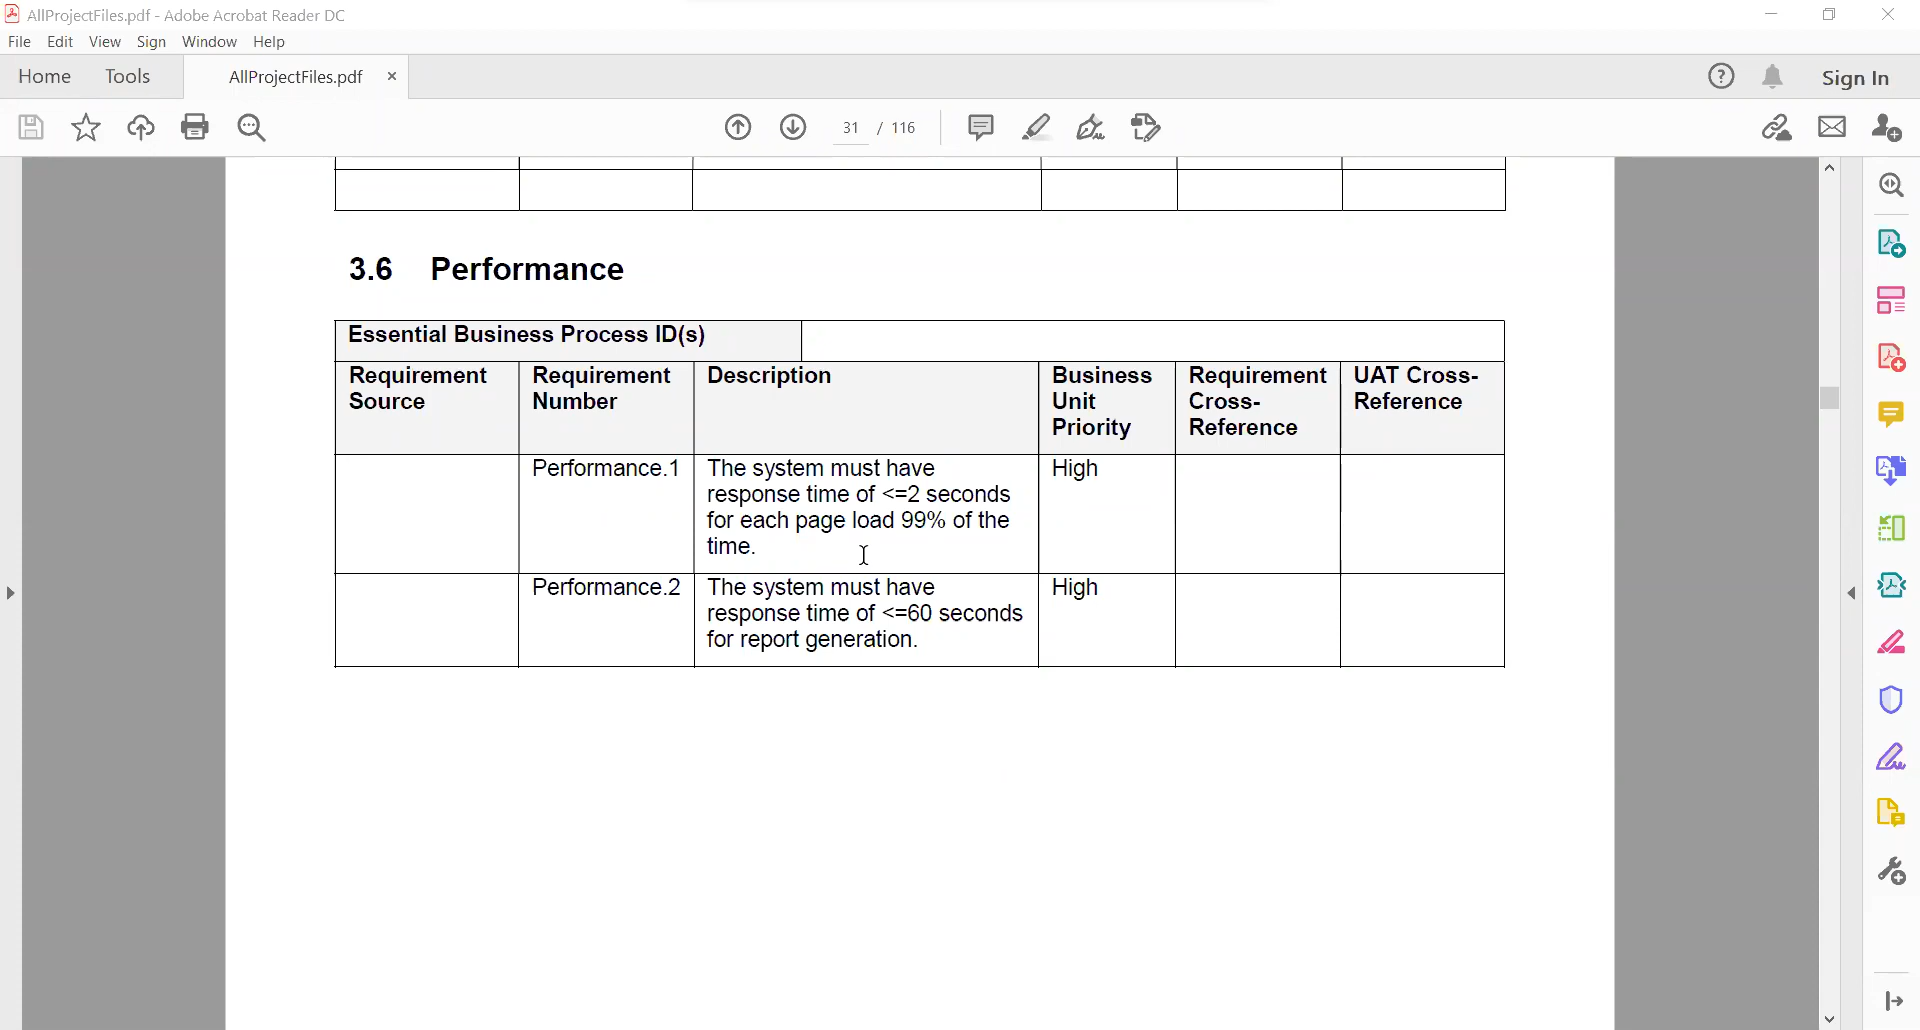 AllProjectFiles.pdf - Adobe Acrobat Reader DC
File Edit View Sign Window Help
Home Tools AllProjectFiles.pdf × Sign In
31 / 116
3.6 Performance
Essential Business Process ID(s)
Requirement Source
Requirement Number
Description
Business Unit Priority
Requirement Cross-Reference
UAT Cross-Reference
Performance.1
The system must have
response time of <=2 seconds
for each page load 99% of the
time.
High
Performance.2
The system must have
response time of <=60 seconds
for report generation.
High